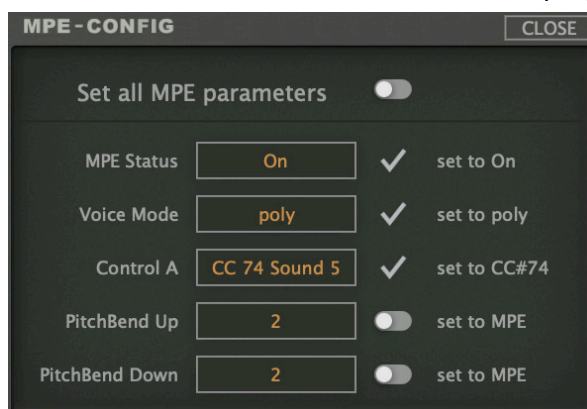 MPE-CONFIG CLOSE
Set all MPE parameters
MPE Status On set to On
Voice Mode poly set to poly
Control A CC 74 Sound 5 set to CC#74
PitchBend Up 2 set to MPE
PitchBend Down 2 set to MPE